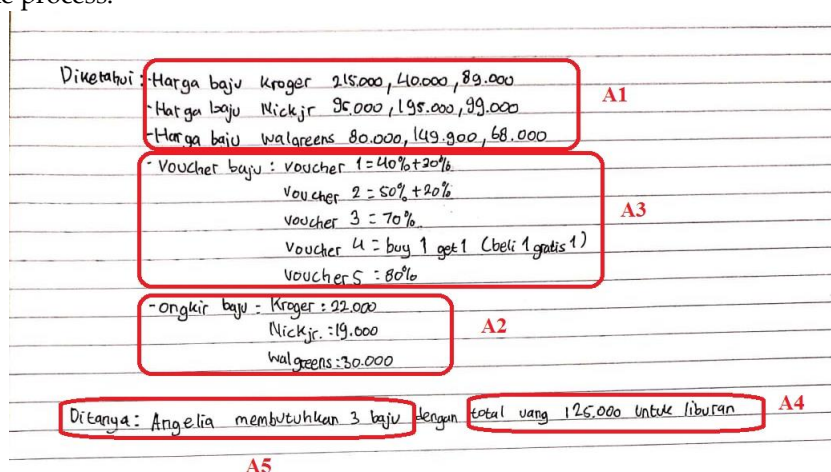 e process.
Diketahui : -Harga baju Kroger 215.000, 40.000, 89.000
A1
-Harga baju Nickjr 95.000, 195.000, 99.000
-Harga baju Walgreens 80.000, 149.900, 68.000
- Voucher baju : Voucher 1 = 40% + 20%
Voucher 2 = 50% + 20%
A3
Voucher 3 = 70%
Voucher 4 = buy 1 get 1 (beli 1 gratis 1)
Voucher 5 = 80%
- Ongkir baju = Kroger : 22.000
A2
Nickjr. : 19.000
Walgreens : 30.000
Ditanya : Angelia membutuhkan 3 baju dengan total uang 125.000 untuk liburan
A4
A5